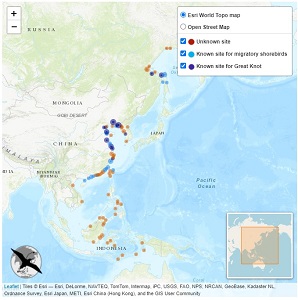 +
−
Esri World Topo map
Open Street Map
Unknown site
Known site for migratory shorebirds
Known site for Great Knot
RUSSIA
MONGOLIA
GOBI DESERT
CHINA
JAPAN
Pacific
Ocean
INDONESIA
Leaflet | Tiles © Esri — Esri, DeLorme, NAVTEQ, TomTom, Intermap, iPC, USGS, FAO, NPS, NRCAN, GeoBase, Kadaster NL,
Ordnance Survey, Esri Japan, METI, Esri China (Hong Kong), and the GIS User Community